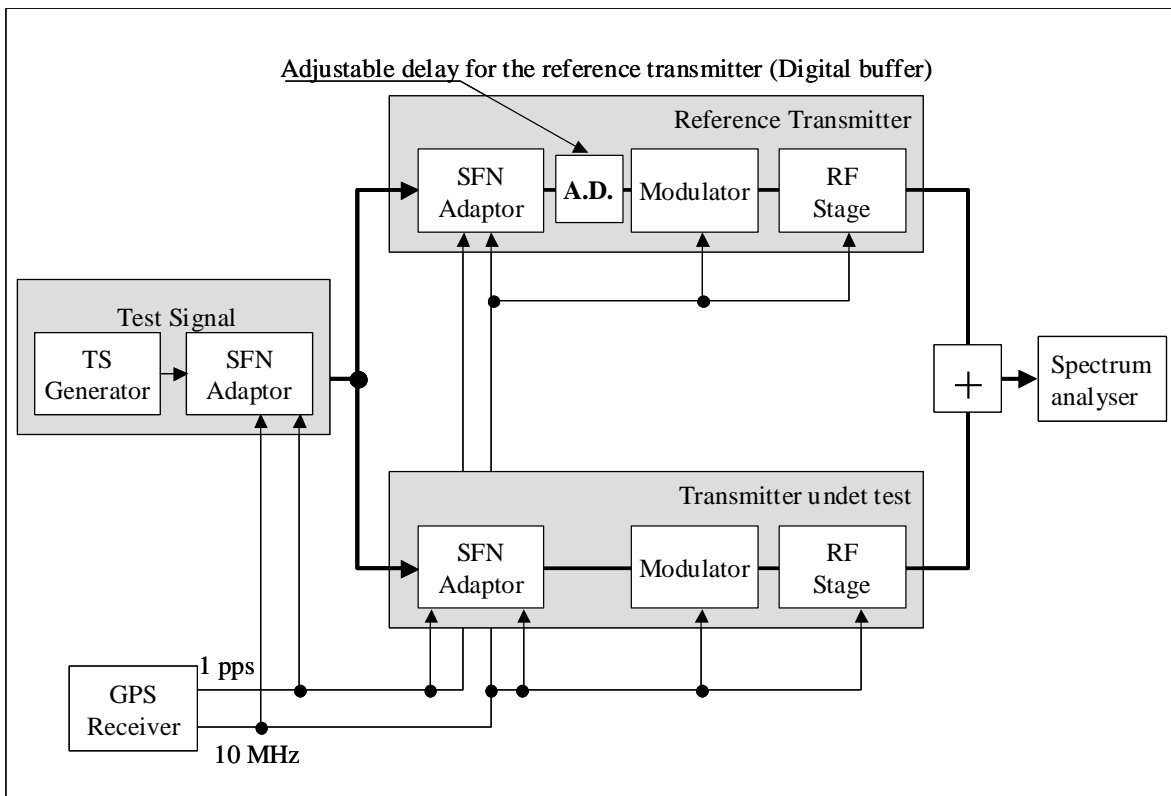 Adjustable delay for the reference transmitter (Digital buffer)
Reference Transmitter
SFN
Adaptor
A.D.
Modulator
RF
Stage
Test Signal
TS
Generator
SFN
Adaptor
+
Spectrum
analyser
Transmitter undet test
SFN
Adaptor
Modulator
RF
Stage
GPS
Receiver
1 pps
10 MHz